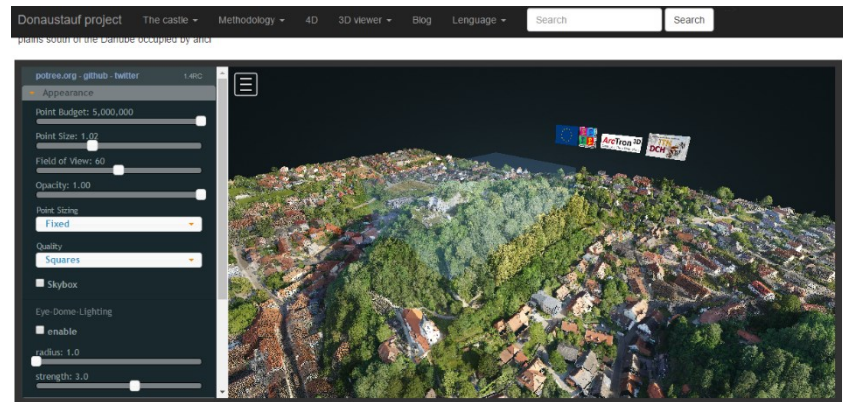 Donaustauf project The castle Methodology 4D 3D viewer Blog Lenguage Search Search
plains south of the Danube occupied by anci
potree.org - github - twitter 1.4RC
Appearance
Point Budget: 5,000,000
Point Size: 1.02
Field of View: 60
Opacity: 1.00
Point Sizing
Fixed
Quality
Squares
Skybox
Eye-Dome-Lighting
enable
radius: 1.0
strength: 3.0
ArcTron 3D
ITN
DCH